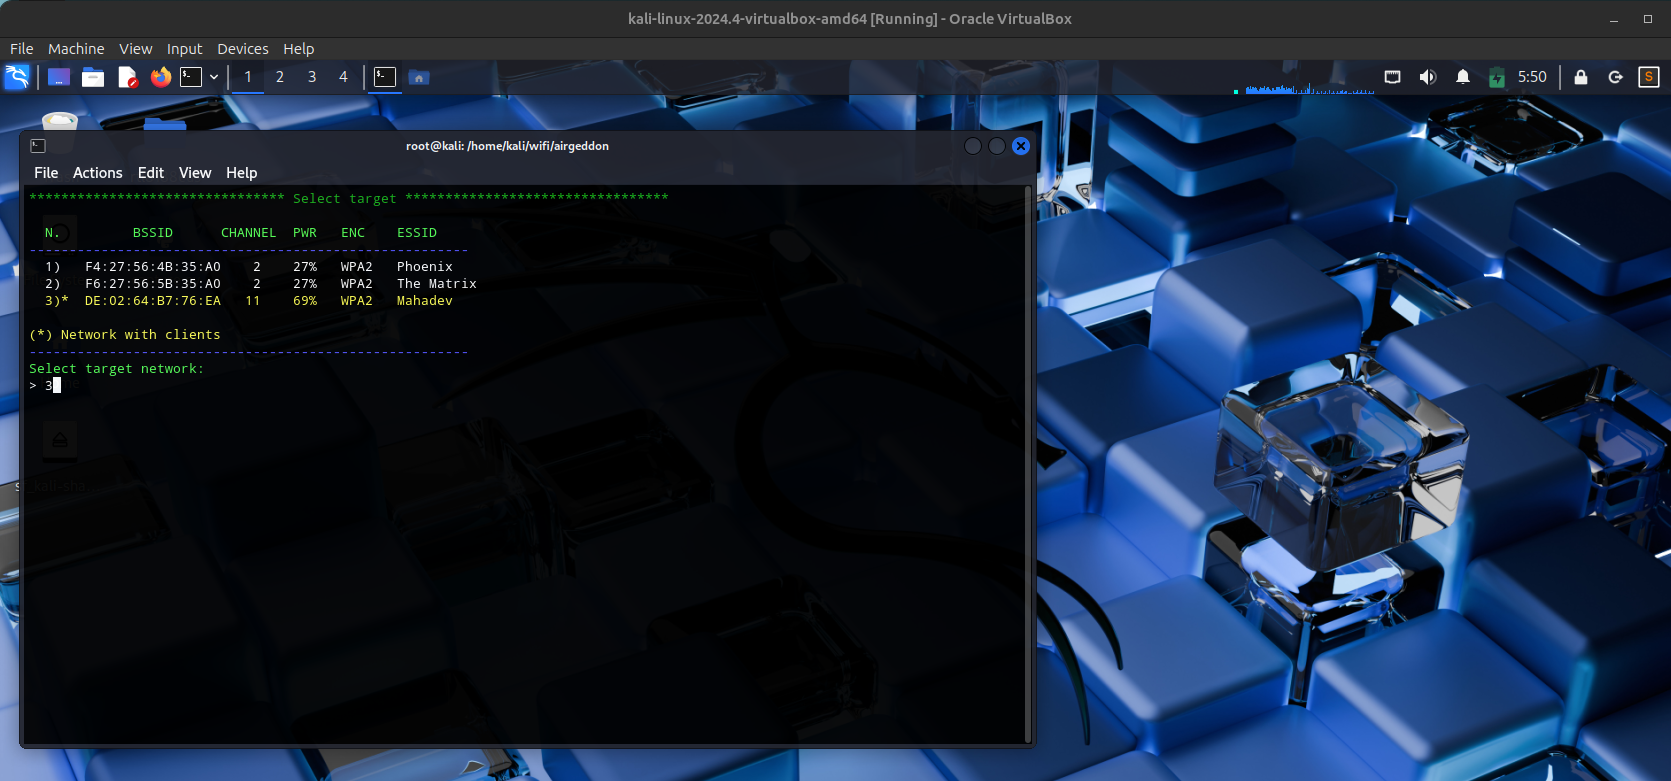 kali-linux-2024.4-virtualbox-amd64 [Running] - Oracle VirtualBox
File Machine View Input Devices Help
1 2 3 4 5:50 S
root@kali: /home/kali/wifi/airgeddon
File Actions Edit View Help
******************************** Select target *********************************
N. BSSID CHANNEL PWR ENC ESSID
-------------------------------------------------------
1) F4:27:56:4B:35:A0 2 27% WPA2 Phoenix
2) F6:27:56:5B:35:A0 2 27% WPA2 The Matrix
3)* DE:02:64:B7:76:EA 11 69% WPA2 Mahadev
(*) Network with clients
-------------------------------------------------------
Select target network:
> 3